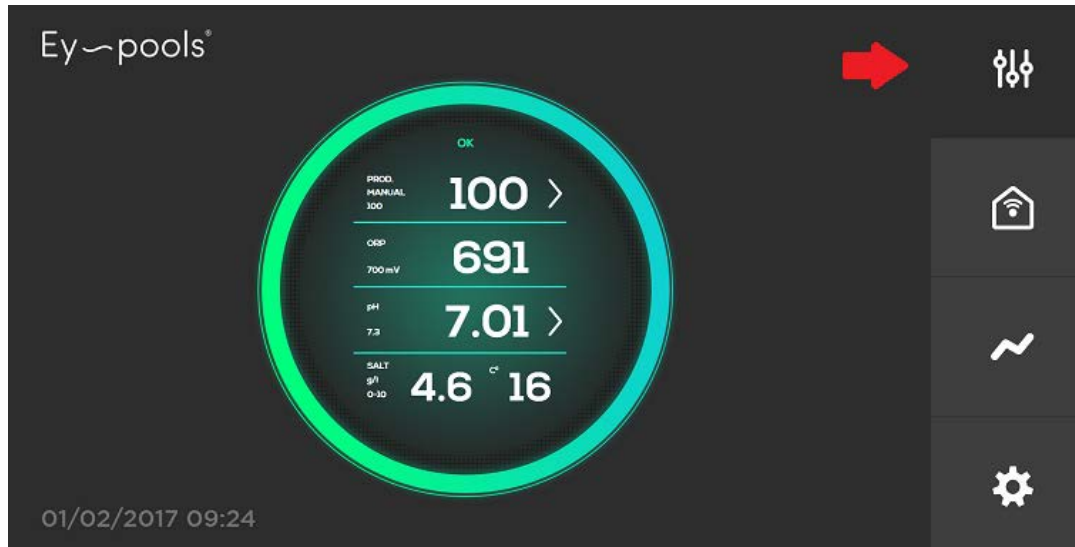 Ey-pools®
OK
PROD.
MANUAL
100
100
ORP
700 mV
691
pH
7.3
7.01
SALT
g/l
0-10
4.6
C°
16
01/02/2017 09:24